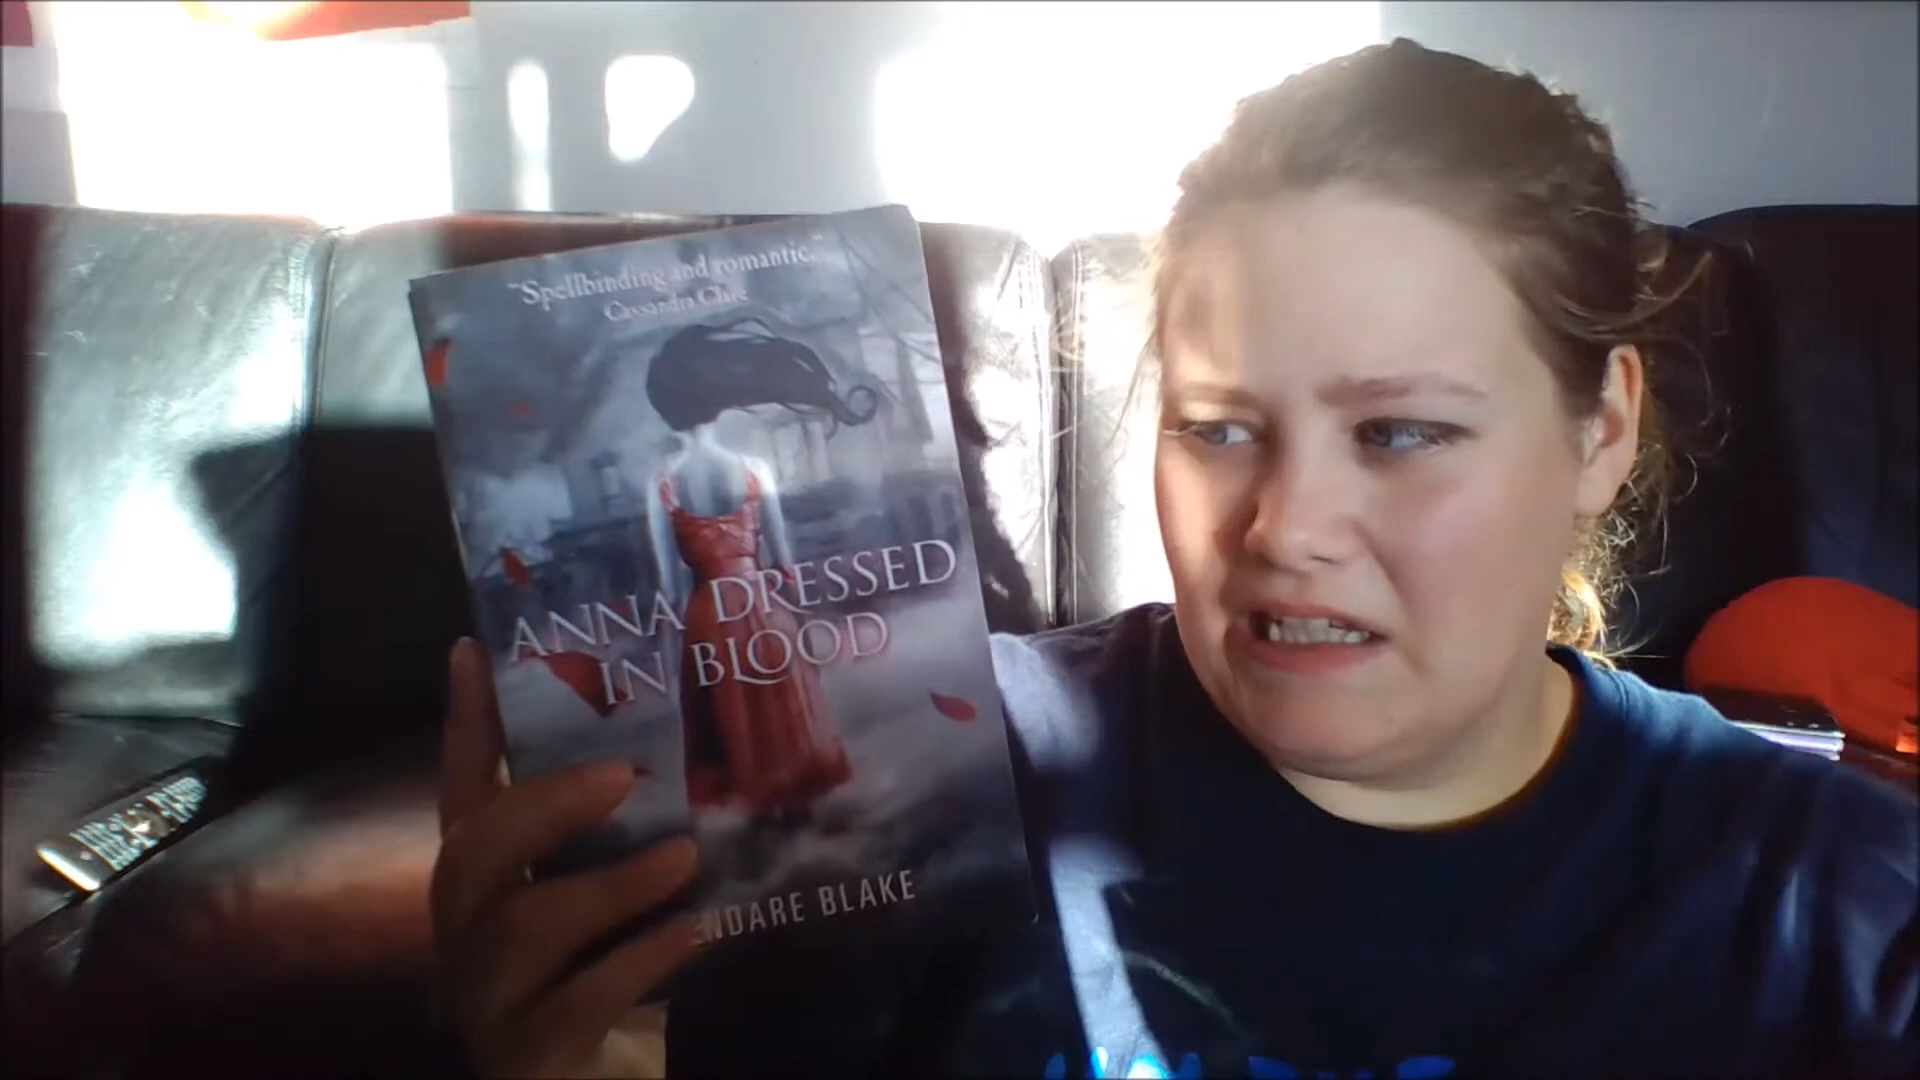 "Spellbinding and romantic."
Cassandra Clare
ANNA DRESSED
IN BLOOD
ENDARE BLAKE